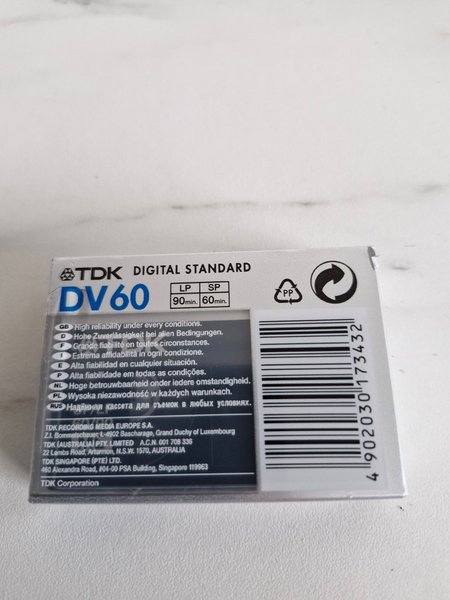 TDK DIGITAL STANDARD
DV60
LP SP
90min. 60min.
PP
GB High reliability under every conditions.
D Hohe Zuverlässigkeit bei allen Bedingungen.
F Grande fiabilité en toutes circonstances.
I Estrema affidabilità in ogni condizione.
E Alta fiabilidad en cualquier situación.
P Alta fiabilidade em todas as condições.
NL Hoge betrouwbaarheid onder iedere omstandigheid.
PL Wysoka niezawodność w każdych warunkach.
RUS Надёжная кассета для съемок в любых условиях.
TDK RECORDING MEDIA EUROPE S.A.
Z.I. Bommelscheuer L-4902 Bascharage, Grand Duchy of Luxembourg
TDK (AUSTRALIA) PTY. LIMITED A.C.N. 001 708 336
22 Lambs Road, Artarmon, N.S.W. 1570, AUSTRALIA
TDK SINGAPORE (PTE) LTD.
460 Alexandra Road, #04-00 PSA Building, Singapore 119963
TDK Corporation
4 902030 173432